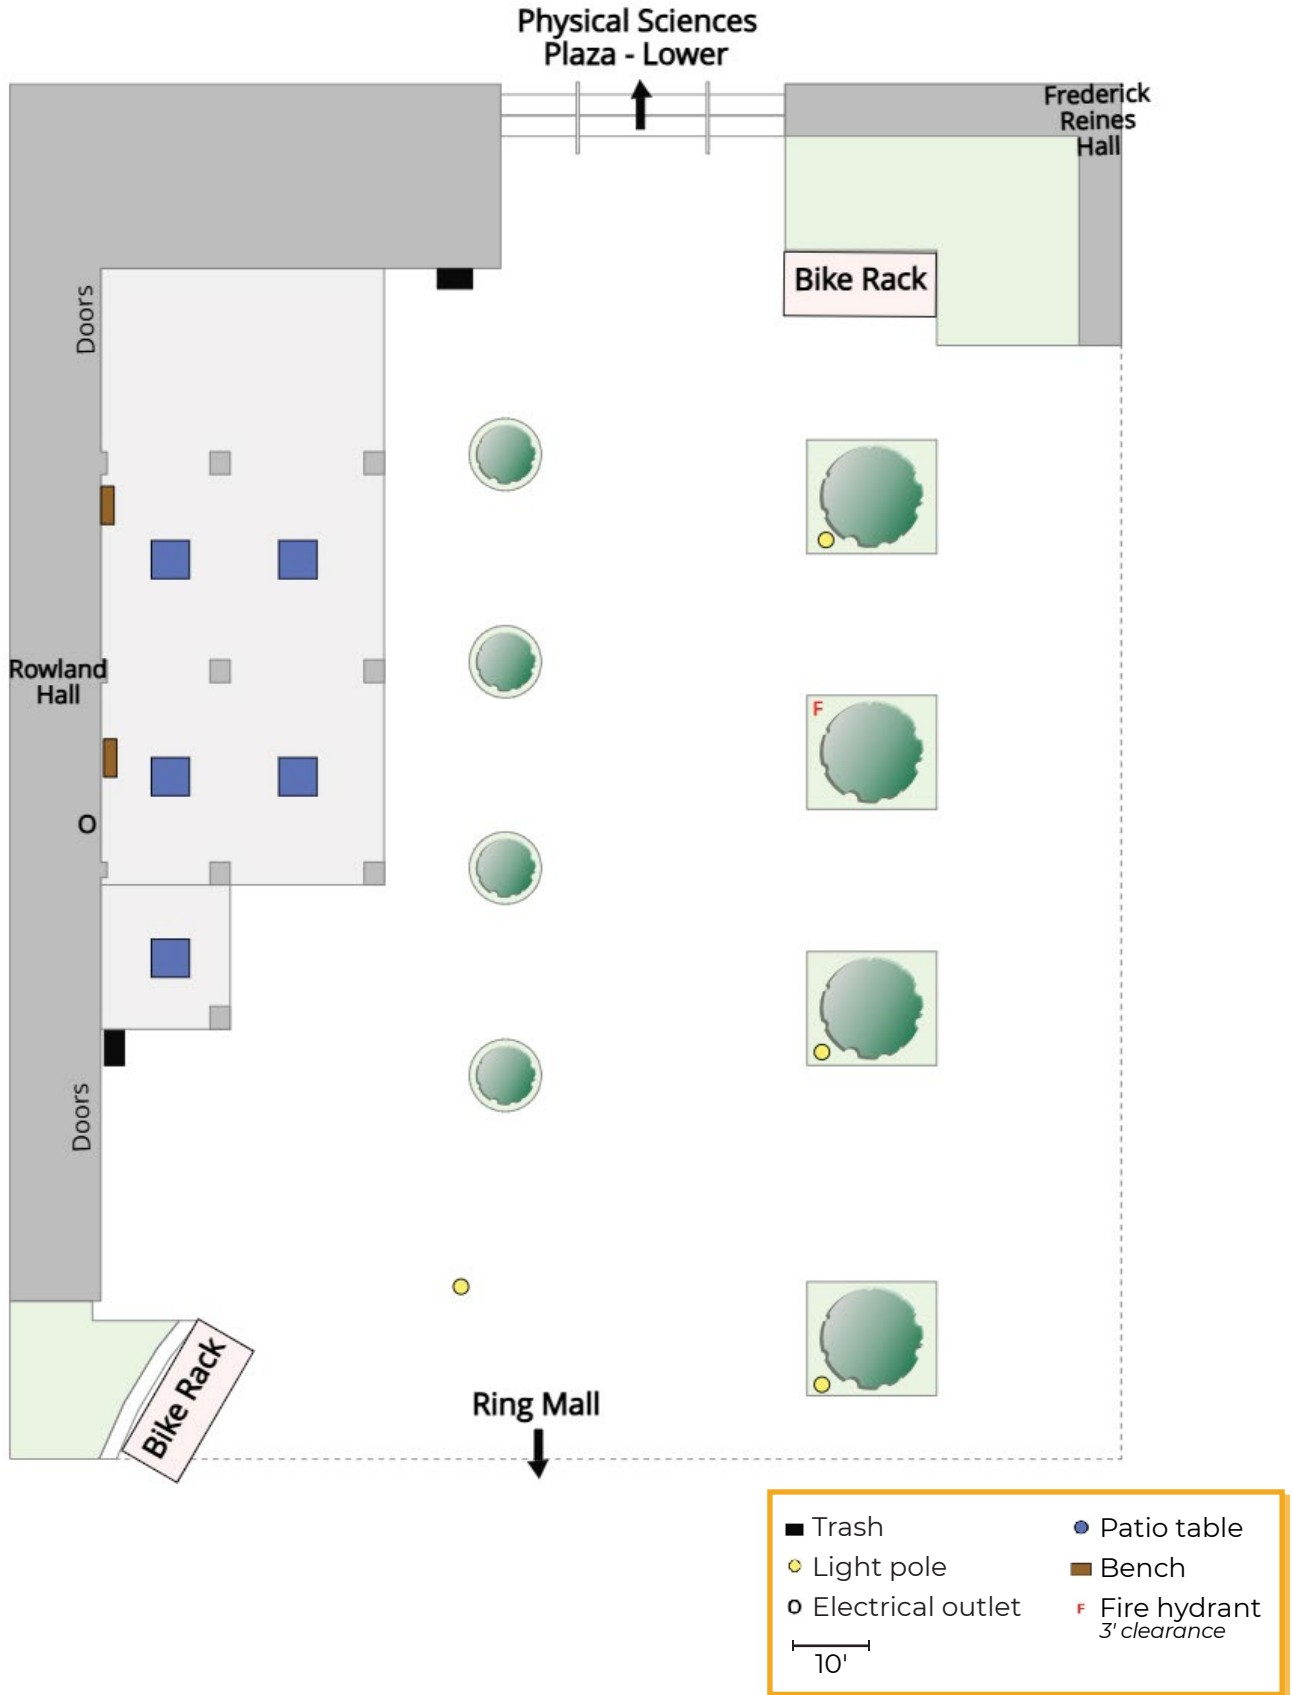 Physical Sciences
Plaza - Lower
Frederick
Reines
Hall
Bike Rack
Doors
Rowland
Hall
O
F
Doors
Bike Rack
Ring Mall
Trash
Light pole
O Electrical outlet
10'
Patio table
Bench
F Fire hydrant
3' clearance